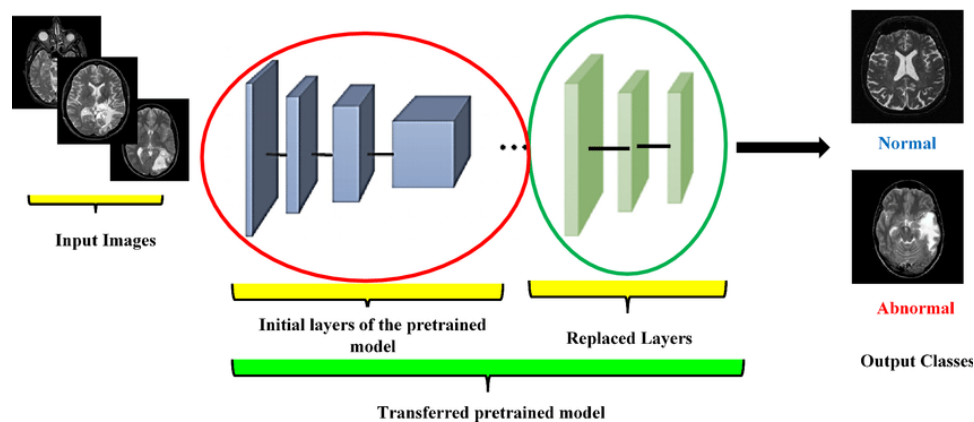 Input Images
Initial layers of the pretrained
model
Replaced Layers
Transferred pretrained model
Normal
Abnormal
Output Classes